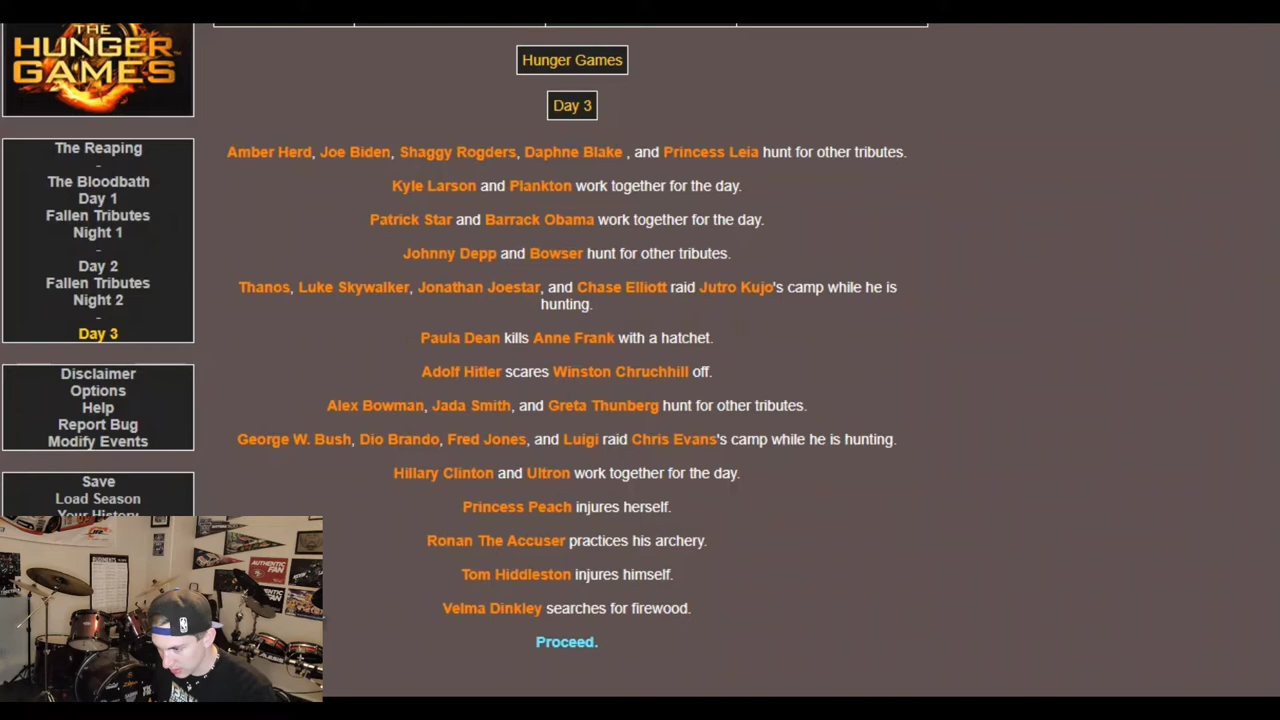 THE
HUNGER
GAMES
Hunger Games
Day 3
The Reaping
-
The Bloodbath
Day 1
Fallen Tributes
Night 1
-
Day 2
Fallen Tributes
Night 2
-
Day 3
Disclaimer
Options
Help
Report Bug
Modify Events
Save
Load Season
Your History
Amber Herd, Joe Biden, Shaggy Rogders, Daphne Blake , and Princess Leia hunt for other tributes.
Kyle Larson and Plankton work together for the day.
Patrick Star and Barrack Obama work together for the day.
Johnny Depp and Bowser hunt for other tributes.
Thanos, Luke Skywalker, Jonathan Joestar, and Chase Elliott raid Jutro Kujo's camp while he is
hunting.
Paula Dean kills Anne Frank with a hatchet.
Adolf Hitler scares Winston Chruchhill off.
Alex Bowman, Jada Smith, and Greta Thunberg hunt for other tributes.
George W. Bush, Dio Brando, Fred Jones, and Luigi raid Chris Evans's camp while he is hunting.
Hillary Clinton and Ultron work together for the day.
Princess Peach injures herself.
Ronan The Accuser practices his archery.
Tom Hiddleston injures himself.
Velma Dinkley searches for firewood.
Proceed.
AUTHENTIC
FAN